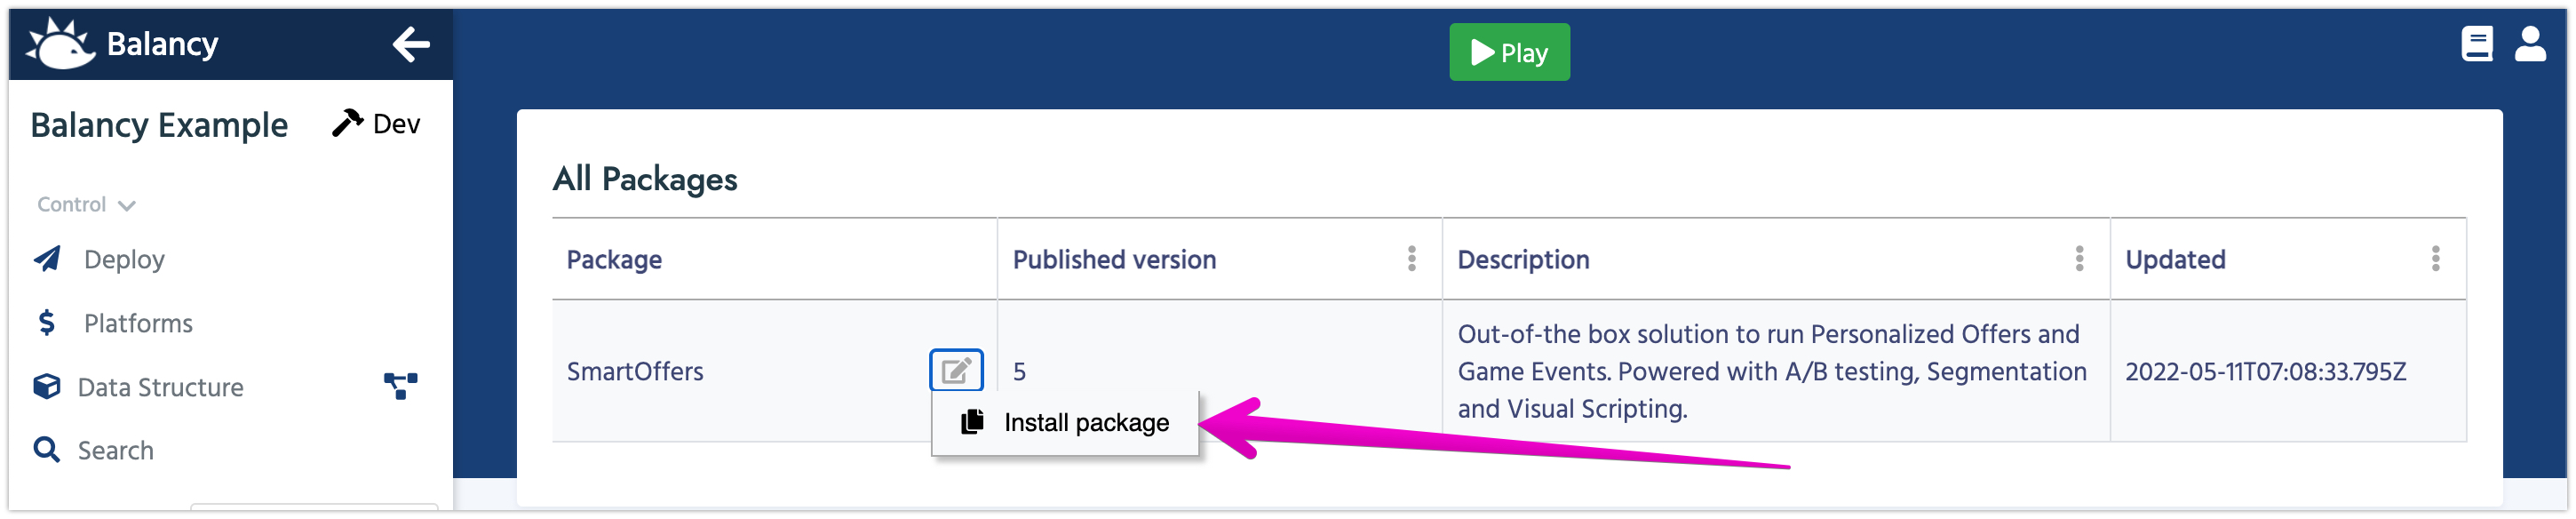 Balancy
Play
Balancy Example
Dev
Control
Deploy
Platforms
Data Structure
Search
All Packages
Package
Published version
Description
Updated
SmartOffers
5
Out-of-the box solution to run Personalized Offers and
Game Events. Powered with A/B testing, Segmentation
and Visual Scripting.
2022-05-11T07:08:33.795Z
Install package